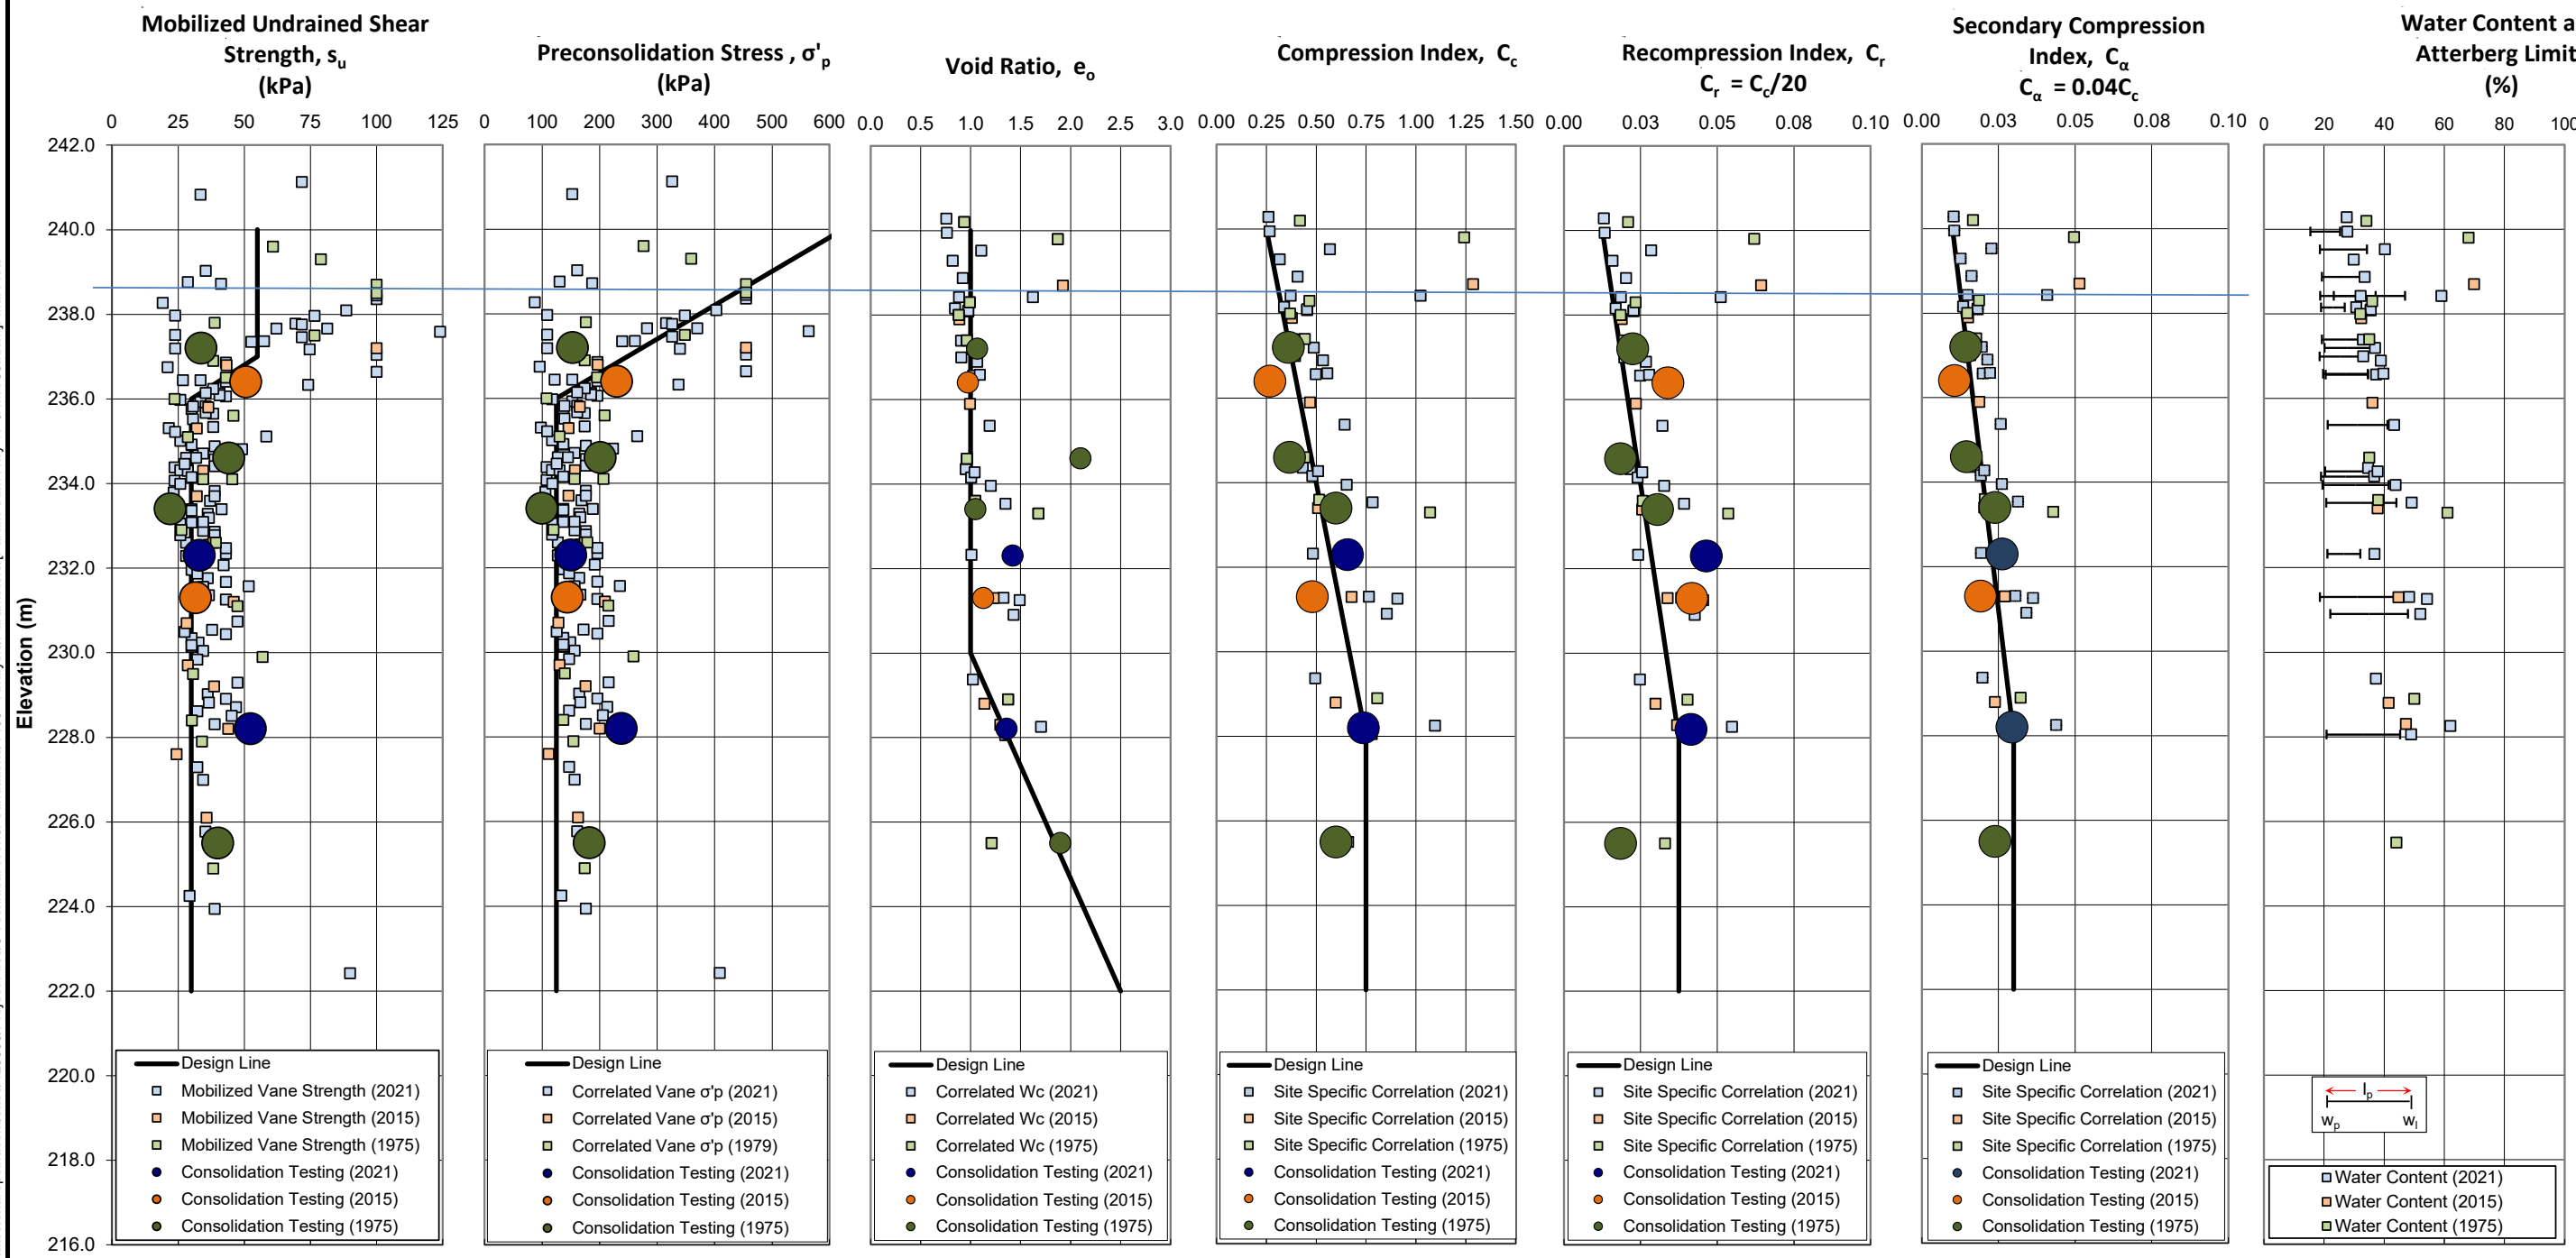 Mobilized Undrained Shear
Strength, sᵤ
(kPa)
Preconsolidation Stress , σ'ₚ
(kPa)
Void Ratio, eₒ
Compression Index, C꜀
Recompression Index, Cᵣ
Cᵣ = C꜀/20
Secondary Compression
Index, Cα
Cα = 0.04C꜀
Water Content a
Atterberg Limit
(%)
0 25 50 75 100 125
0 100 200 300 400 500 600
0.0 0.5 1.0 1.5 2.0 2.5 3.0
0.00 0.25 0.50 0.75 1.00 1.25 1.50
0.00 0.03 0.05 0.08 0.10
0.00 0.03 0.05 0.08 0.10
0 20 40 60 80 100
242.0
240.0
238.0
236.0
234.0
232.0
230.0
228.0
226.0
224.0
222.0
220.0
218.0
216.0
Elevation (m)
Design Line
Mobilized Vane Strength (2021)
Mobilized Vane Strength (2015)
Mobilized Vane Strength (1975)
Consolidation Testing (2021)
Consolidation Testing (2015)
Consolidation Testing (1975)
Design Line
Correlated Vane σ'p (2021)
Correlated Vane σ'p (2015)
Correlated Vane σ'p (1979)
Consolidation Testing (2021)
Consolidation Testing (2015)
Consolidation Testing (1975)
Design Line
Correlated Wc (2021)
Correlated Wc (2015)
Correlated Wc (1975)
Consolidation Testing (2021)
Consolidation Testing (2015)
Consolidation Testing (1975)
Design Line
Site Specific Correlation (2021)
Site Specific Correlation (2015)
Site Specific Correlation (1975)
Consolidation Testing (2021)
Consolidation Testing (2015)
Consolidation Testing (1975)
Design Line
Site Specific Correlation (2021)
Site Specific Correlation (2015)
Site Specific Correlation (1975)
Consolidation Testing (2021)
Consolidation Testing (2015)
Consolidation Testing (1975)
Design Line
Site Specific Correlation (2021)
Site Specific Correlation (2015)
Site Specific Correlation (1975)
Consolidation Testing (2021)
Consolidation Testing (2015)
Consolidation Testing (1975)
Iₚ
wₚ wₗ
Water Content (2021)
Water Content (2015)
Water Content (1975)